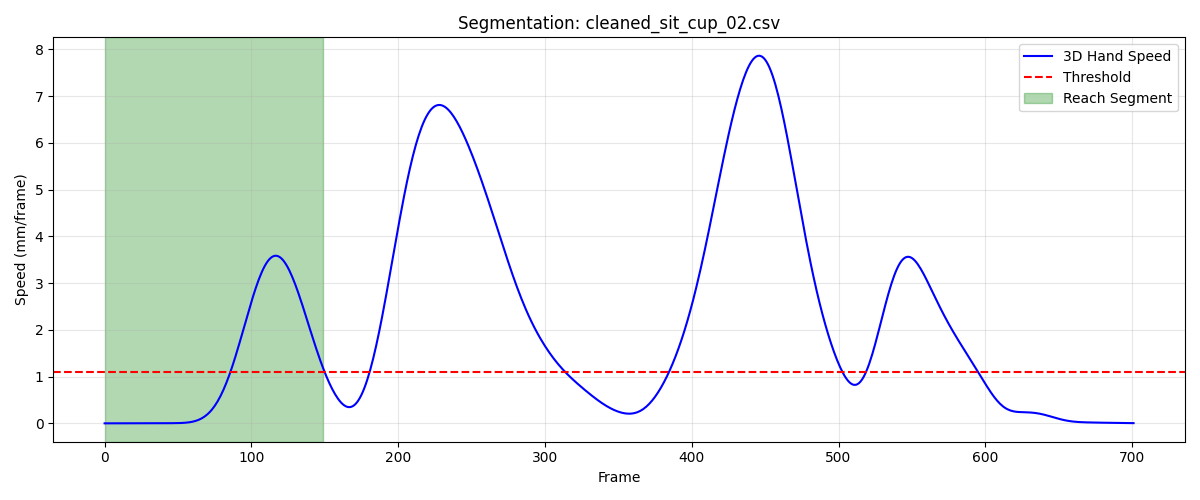 Segmentation: cleaned_sit_cup_02.csv
3D Hand Speed
Threshold
Reach Segment
Speed (mm/frame)
8
7
6
5
4
3
2
1
0
0 100 200 300 400 500 600 700
Frame